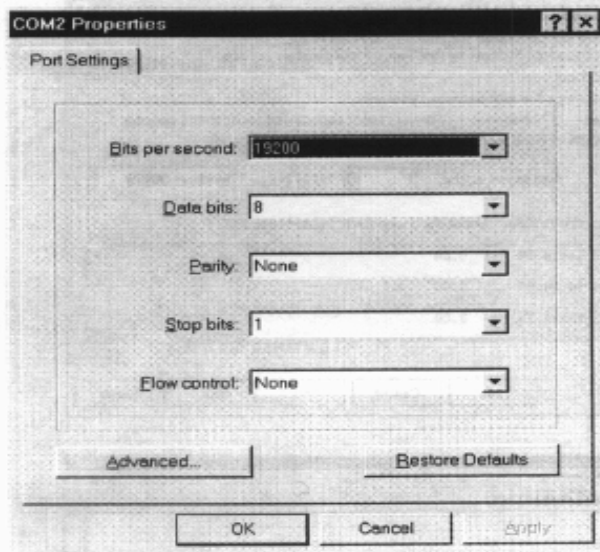 COM2 Properties ? ×
Port Settings
Bits per second: 19200
Data bits: 8
Parity: None
Stop bits: 1
Flow control: None
Advanced... Restore Defaults
OK Cancel Apply